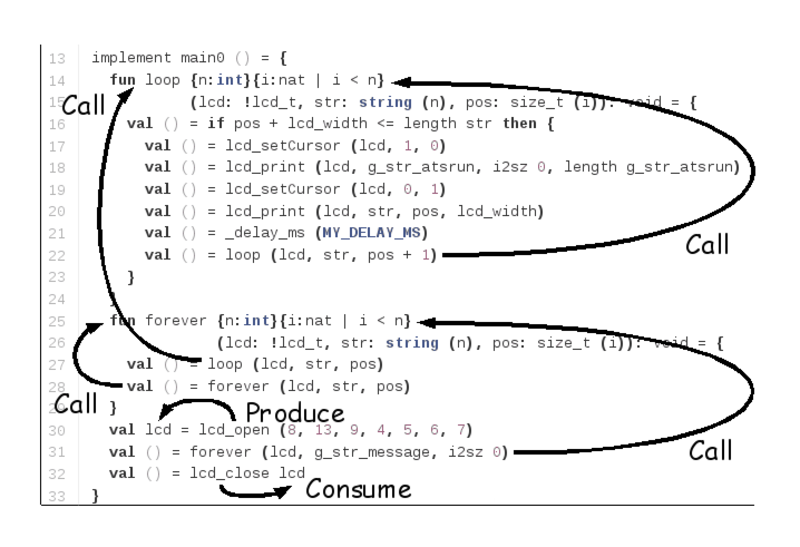 13 implement main0 () = {
14 fun loop {n:int}{i:nat | i < n}
Call
15 (lcd: !lcd_t, str: string (n), pos: size_t (i)): void = {
16 val () = if pos + lcd_width <= length str then {
17 val () = lcd_setCursor (lcd, 1, 0)
18 val () = lcd_print (lcd, g_str_atsrun, i2sz 0, length g_str_atsrun)
19 val () = lcd_setCursor (lcd, 0, 1)
20 val () = lcd_print (lcd, str, pos, lcd_width)
21 val () = _delay_ms (MY_DELAY_MS)
Call
22 val () = loop (lcd, str, pos + 1)
23 }
24 }
25 fun forever {n:int}{i:nat | i < n}
26 (lcd: !lcd_t, str: string (n), pos: size_t (i)): void = {
27 val () = loop (lcd, str, pos)
28 val () = forever (lcd, str, pos)
Call
29 }
Produce
30 val lcd = lcd_open (8, 13, 9, 4, 5, 6, 7)
31 val () = forever (lcd, g_str_message, i2sz 0)
Call
32 val () = lcd_close lcd
Consume
33 }